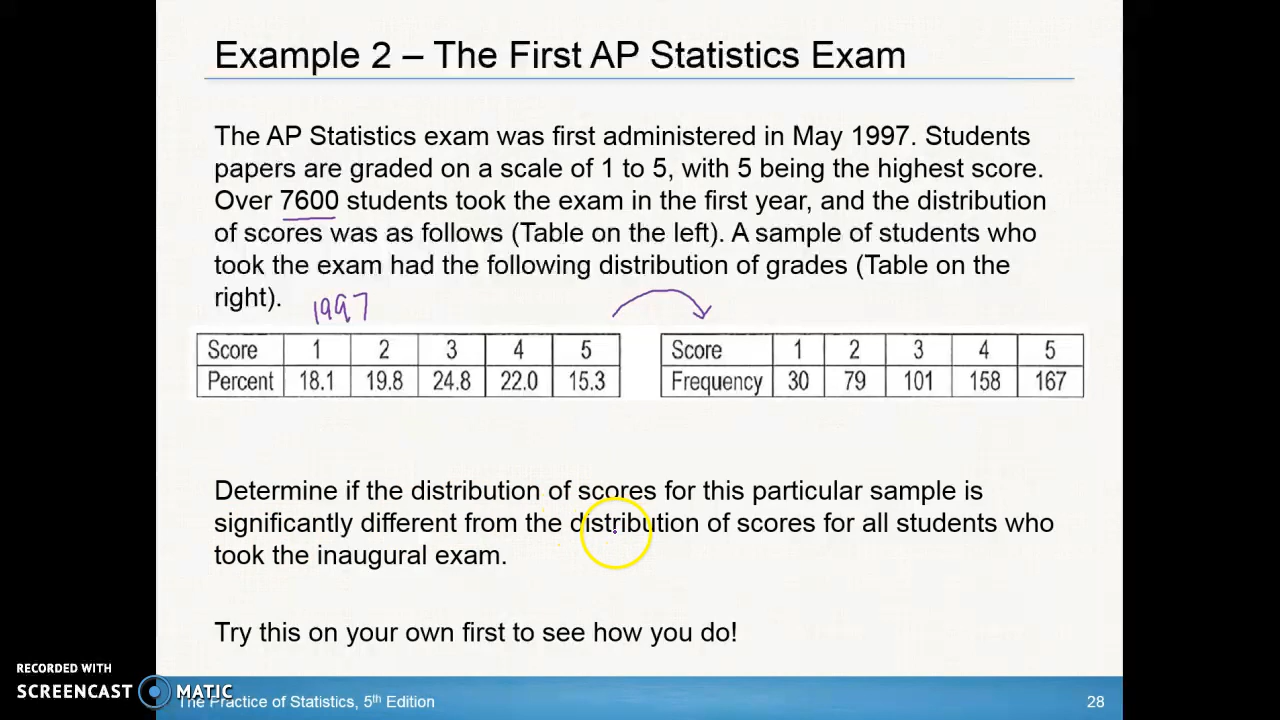 Example 2 – The First AP Statistics Exam
The AP Statistics exam was first administered in May 1997. Students
papers are graded on a scale of 1 to 5, with 5 being the highest score.
Over 7600 students took the exam in the first year, and the distribution
of scores was as follows (Table on the left). A sample of students who
took the exam had the following distribution of grades (Table on the
right).
1997
Score 1 2 3 4 5
Percent 18.1 19.8 24.8 22.0 15.3
Score 1 2 3 4 5
Frequency 30 79 101 158 167
Determine if the distribution of scores for this particular sample is
significantly different from the distribution of scores for all students who
took the inaugural exam.
Try this on your own first to see how you do!
RECORDED WITH
SCREENCAST MATIC
The Practice of Statistics, 5th Edition
28